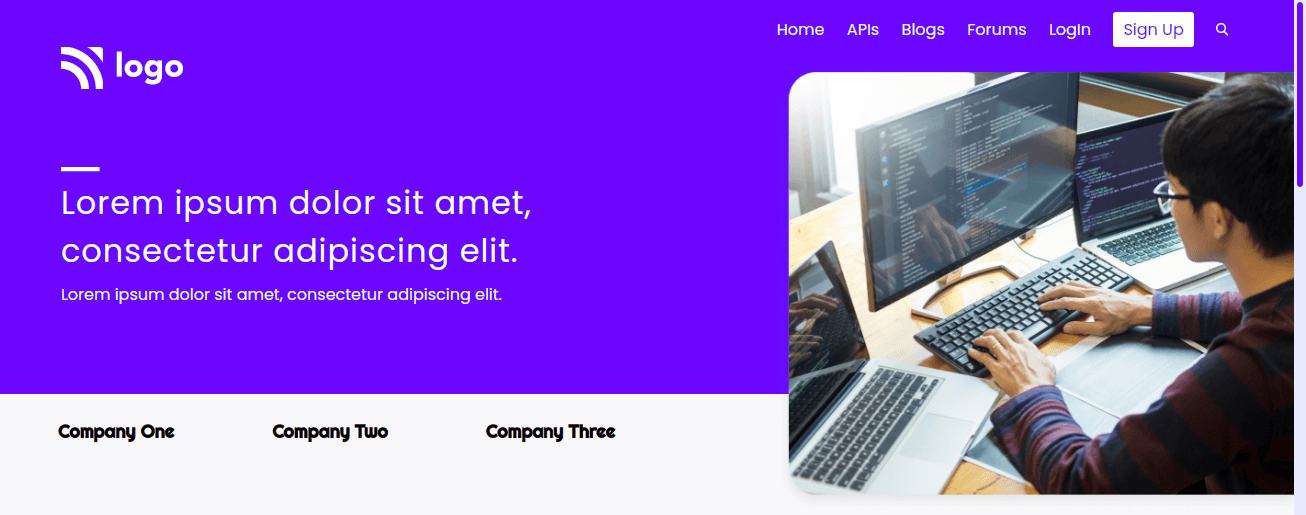 Home APIs Blogs Forums LogIn Sign Up
logo
Lorem ipsum dolor sit amet,
consectetur adipiscing elit.
Lorem ipsum dolor sit amet, consectetur adipiscing elit.
Company One Company Two Company Three